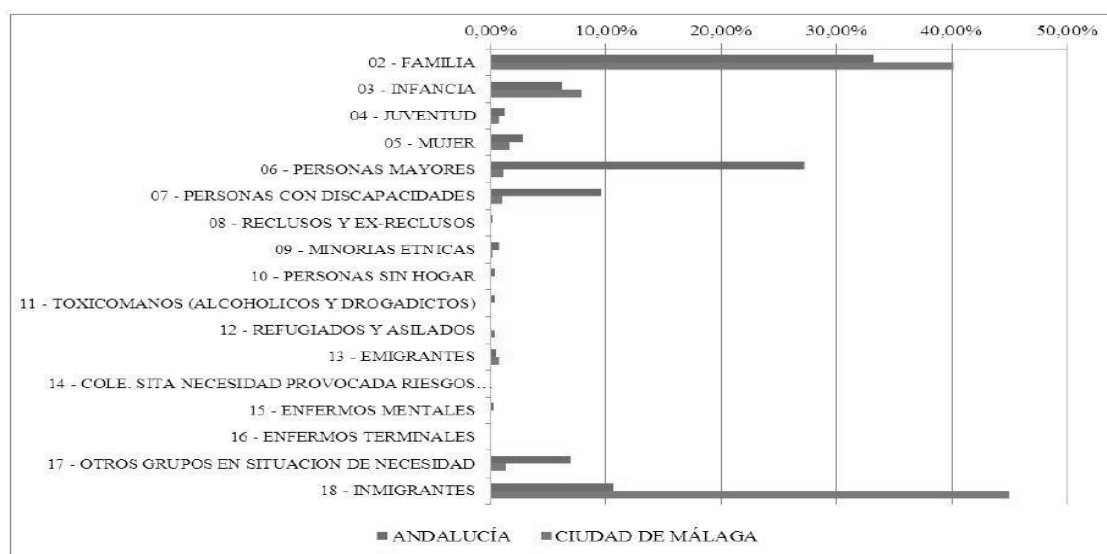 0,00% 10,00% 20,00% 30,00% 40,00% 50,00%
02 - FAMILIA
03 - INFANCIA
04 - JUVENTUD
05 - MUJER
06 - PERSONAS MAYORES
07 - PERSONAS CON DISCAPACIDADES
08 - RECLUSOS Y EX-RECLUSOS
09 - MINORIAS ETNICAS
10 - PERSONAS SIN HOGAR
11 - TOXICOMANOS (ALCOHOLICOS Y DROGADICTOS)
12 - REFUGIADOS Y ASILADOS
13 - EMIGRANTES
14 - COLE. SITA NECESIDAD PROVOCADA RIESGOS...
15 - ENFERMOS MENTALES
16 - ENFERMOS TERMINALES
17 - OTROS GRUPOS EN SITUACION DE NECESIDAD
18 - INMIGRANTES
ANDALUCÍA CIUDAD DE MÁLAGA